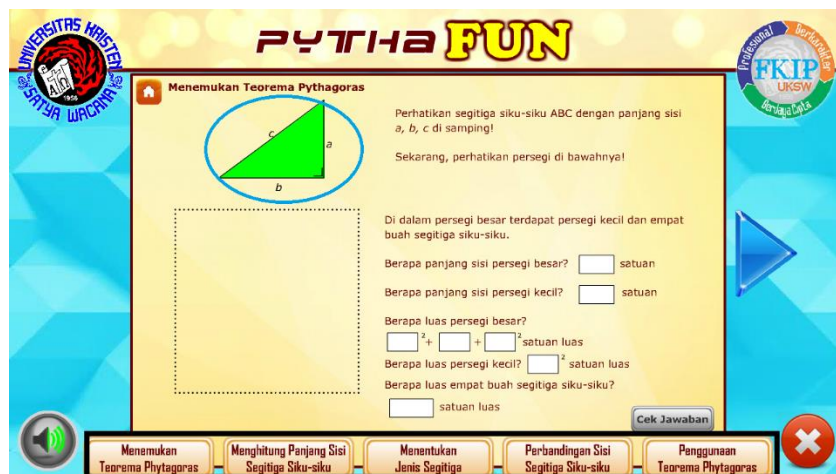 UNIVERSITAS KRISTEN
SATYA WACANA
1956
PYTHA FUN
Profesional Berkarakter
FKIP
UKSW
Berdaya Cipta
Menemukan Teorema Pythagoras
c
a
b
Perhatikan segitiga siku-siku ABC dengan panjang sisi
a, b, c di samping!
Sekarang, perhatikan persegi di bawahnya!
Di dalam persegi besar terdapat persegi kecil dan empat
buah segitiga siku-siku.
Berapa panjang sisi persegi besar? satuan
Berapa panjang sisi persegi kecil? satuan
Berapa luas persegi besar?
2 + + 2 satuan luas
Berapa luas persegi kecil? 2 satuan luas
Berapa luas empat buah segitiga siku-siku?
satuan luas
Cek Jawaban
Menemukan
Teorema Phytagoras
Menghitung Panjang Sisi
Segitiga Siku-siku
Menentukan
Jenis Segitiga
Perbandingan Sisi
Segitiga Siku-siku
Penggunaan
Teorema Phytagoras